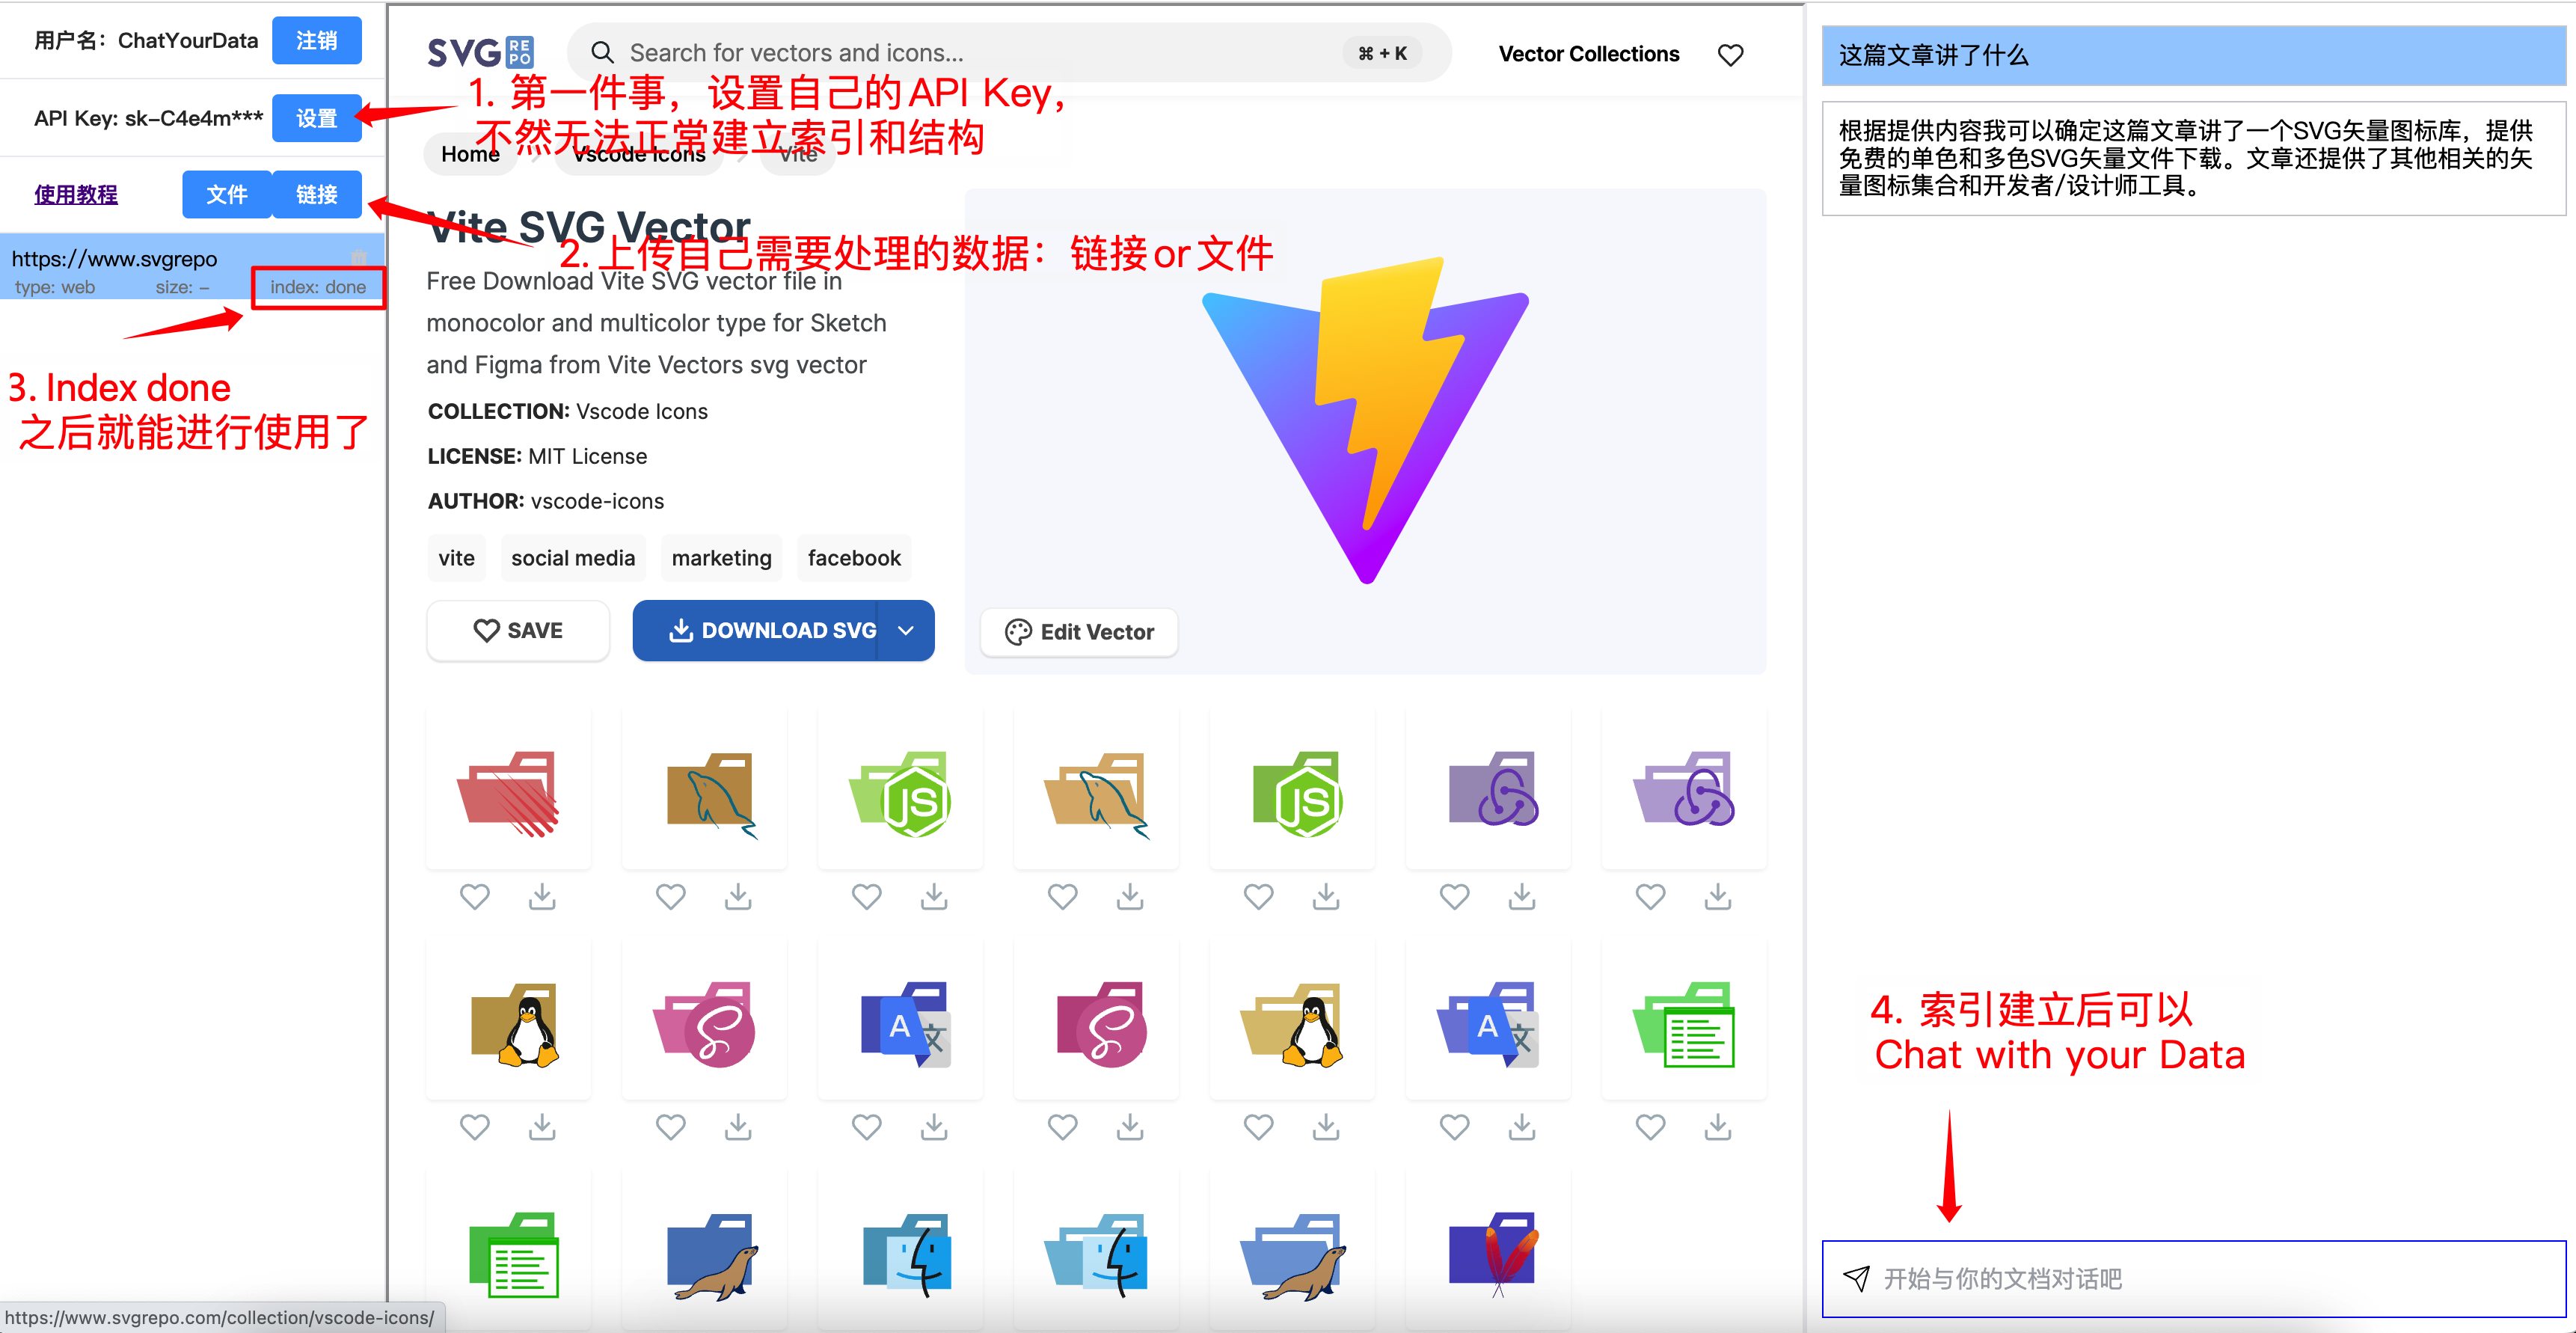 用户名：ChatYourData
注销
API Key: sk-C4e4m***
设置
使用教程
文件
链接
https://www.svgrepo
type: web
size: -
index: done
3. Index done
之后就能进行使用了
https://www.svgrepo.com/collection/vscode-icons/
SVG REPO
Search for vectors and icons...
⌘ + K
Vector Collections
1. 第一件事，设置自己的API Key，
不然无法正常建立索引和结构
Home
Vscode Icons
Vite
Vite SVG Vector
2. 上传自己需要处理的数据：链接or文件
Free Download Vite SVG vector file in
monocolor and multicolor type for Sketch
and Figma from Vite Vectors svg vector
COLLECTION: Vscode Icons
LICENSE: MIT License
AUTHOR: vscode-icons
vite
social media
marketing
facebook
SAVE
DOWNLOAD SVG
Edit Vector
JS
JS
A 文
A 文
这篇文章讲了什么
根据提供内容我可以确定这篇文章讲了一个SVG矢量图标库，提供
免费的单色和多色SVG矢量文件下载。文章还提供了其他相关的矢
量图标集合和开发者/设计师工具。
4. 索引建立后可以
Chat with your Data
开始与你的文档对话吧